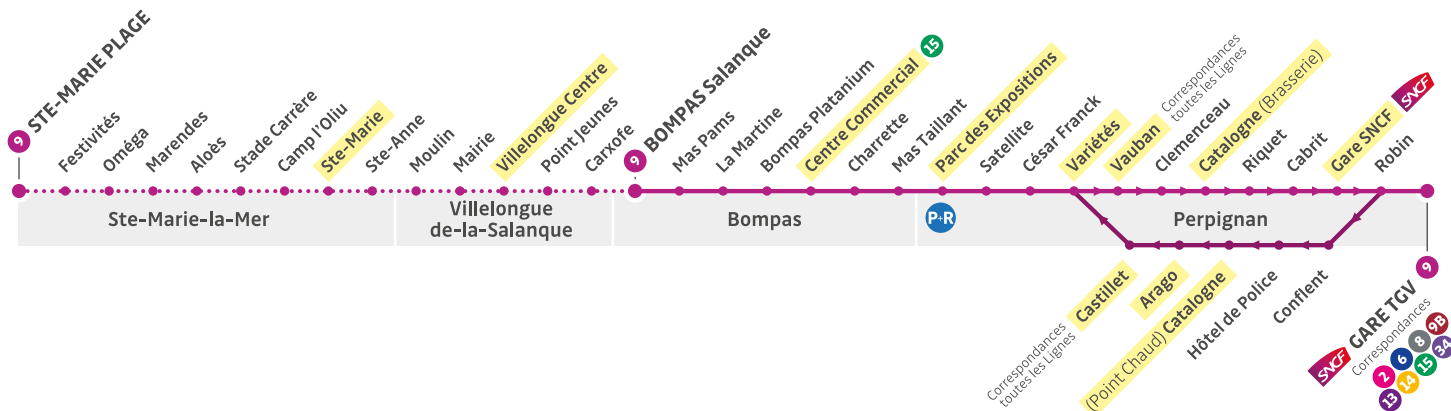 9 STE-MARIE PLAGE
Festivités
Oméga
Marendes
Aloès
Stade Carrère
Camp l'Oliu
Ste-Marie
Ste-Anne
Moulin
Mairie
Villelongue Centre
Point Jeunes
Carxofe
9 BOMPAS Salanque
Mas Pams
La Martine
Bompas Platanium
Centre Commercial 15
Charrette
Mas Taillant
Parc des Expositions
Satellite
César Franck
Variétés
Vauban
Correspondances
toutes les Lignes
Clemenceau
Catalogne (Brasserie)
Riquet
Cabrit
Gare SNCF
SNCF
Robin
Ste-Marie-la-Mer
Villelongue
de-la-Salanque
Bompas
P+R
Perpignan
Correspondances
toutes les Lignes
Castillet
Arago
(Point Chaud) Catalogne
Hôtel de Police
Conflent
SNCF
GARE TGV 9
Correspondances
2 6 8 9B
13 14 15 34